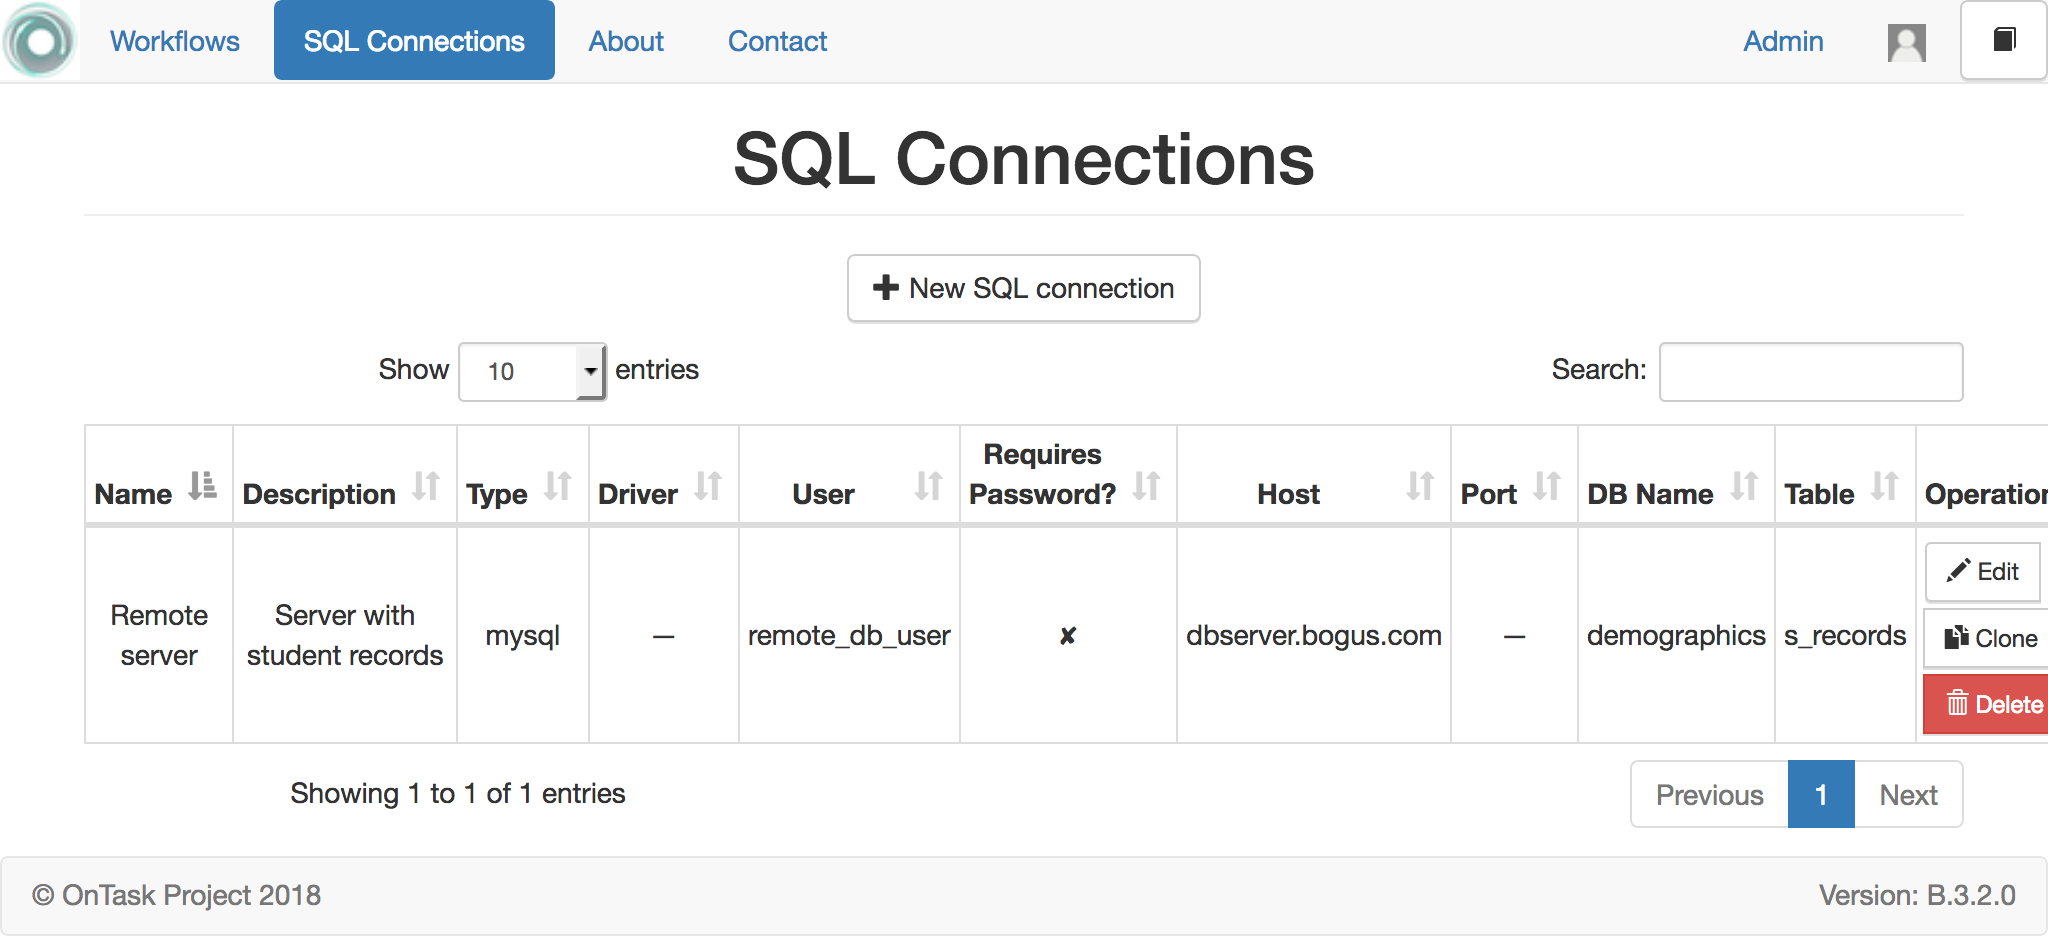 Workflows SQL Connections About Contact Admin
SQL Connections
New SQL connection
Show 10 entries Search:
Name Description Type Driver User Requires Password? Host Port DB Name Table Operation
Remote server Server with student records mysql — remote_db_user ✘ dbserver.bogus.com — demographics s_records Edit
Clone
Delete
Showing 1 to 1 of 1 entries Previous 1 Next
© OnTask Project 2018 Version: B.3.2.0